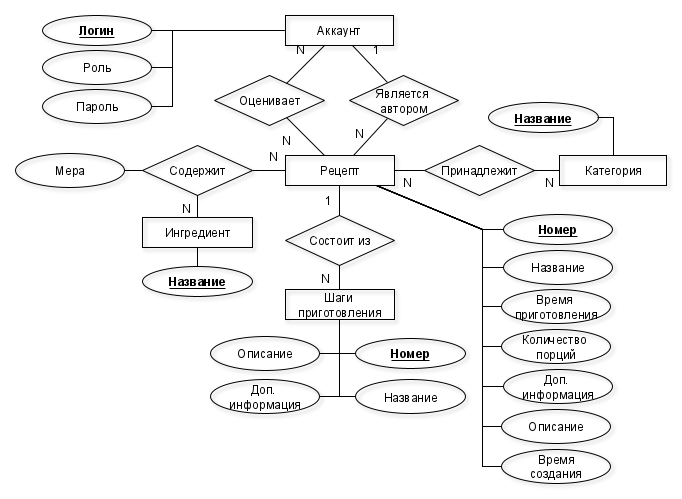 Логин
Аккаунт
N
1
Роль
Пароль
Оценивает
Является
автором
Название
N
N
Мера
Содержит
N
Рецепт
N
Принадлежит
N
Категория
N
1
Ингредиент
Состоит из
Номер
Название
N
Название
Шаги
приготовления
Время
приготовления
Описание
Номер
Количество
порций
Доп.
информация
Название
Доп.
информация
Описание
Время
создания